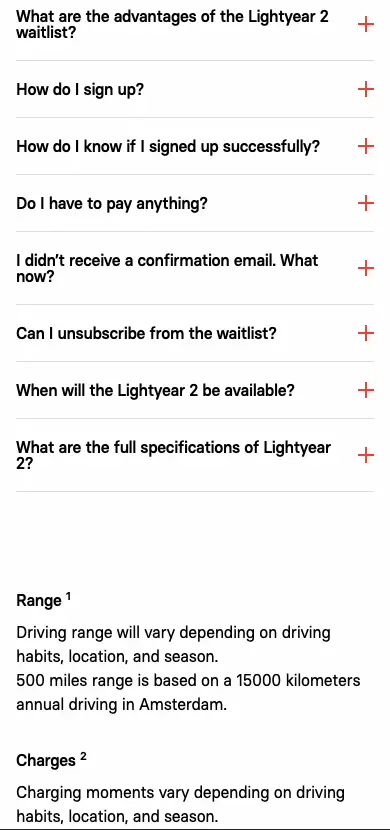 What are the advantages of the Lightyear 2
waitlist?
How do I sign up?
How do I know if I signed up successfully?
Do I have to pay anything?
I didn’t receive a confirmation email. What
now?
Can I unsubscribe from the waitlist?
When will the Lightyear 2 be available?
What are the full specifications of Lightyear
2?
Range ¹
Driving range will vary depending on driving
habits, location, and season.
500 miles range is based on a 15000 kilometers
annual driving in Amsterdam.
Charges ²
Charging moments vary depending on driving
habits, location, and season.